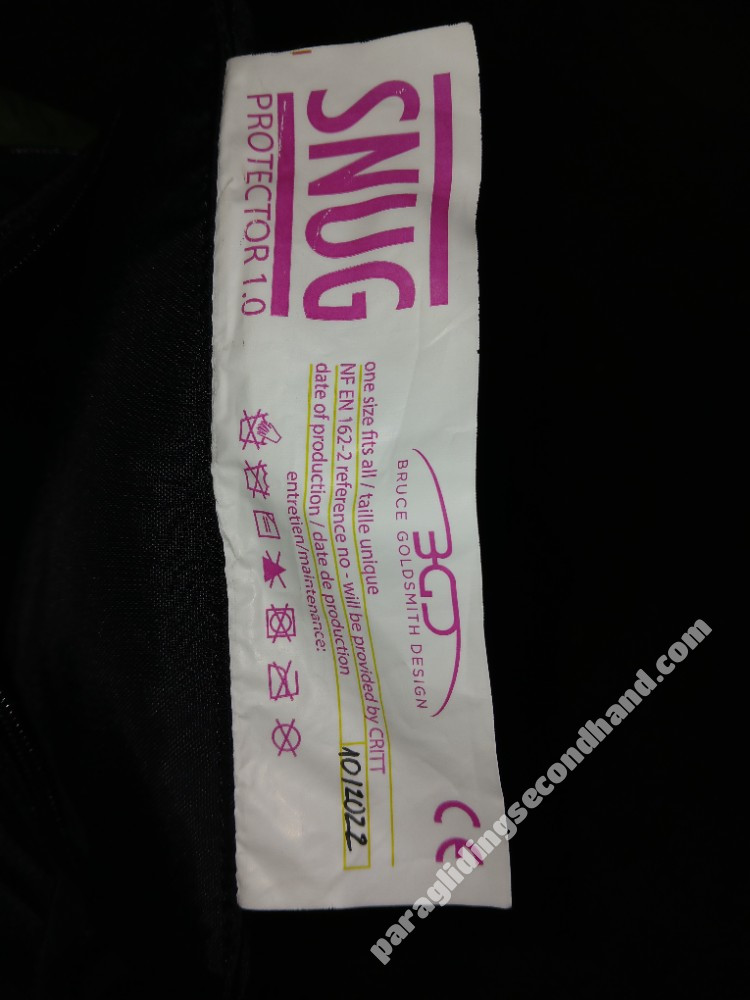 SNUG
PROTECTOR 1.0
BGD
BRUCE GOLDSMITH DESIGN
one size fits all / taille unique
NF EN 162-2 reference no - will be provided by CRITT
date of production / date de production
10/2022
entretien/maintenance:
CE
paraglidingsecondhand.com